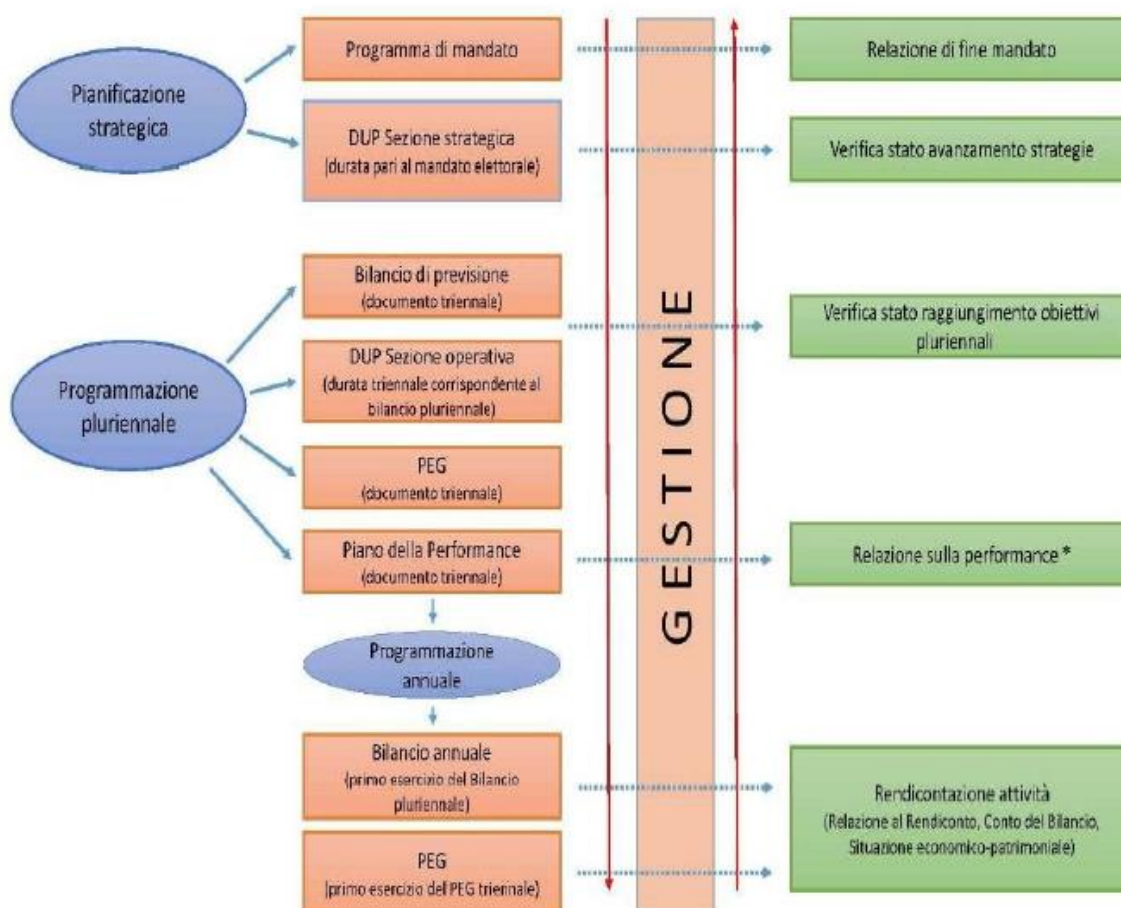 Pianificazione
strategica
Programma di mandato
Relazione di fine mandato
DUP Sezione strategica
(durata pari al mandato elettorale)
Verifica stato avanzamento strategie
Programmazione
pluriennale
Bilancio di previsione
(documento triennale)
DUP Sezione operativa
(durata triennale corrispondente al
bilancio pluriennale)
Verifica stato raggiungimento obiettivi
pluriennali
PEG
(documento triennale)
Piano della Performance
(documento triennale)
Relazione sulla performance *
GESTIONE
Programmazione
annuale
Bilancio annuale
(primo esercizio del Bilancio
pluriennale)
PEG
(primo esercizio del PEG triennale)
Rendicontazione attività
(Relazione al Rendiconto, Conto del Bilancio,
Situazione economico-patrimoniale)